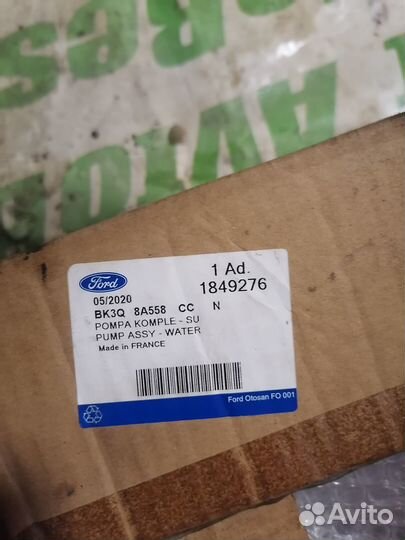 Ford
05/2020
1 Ad.
1849276
BK3Q 8A558 CC N
POMPA KOMPLE - SU
PUMP ASSY - WATER
Made in FRANCE
Ford Otosan FO 001
Avito